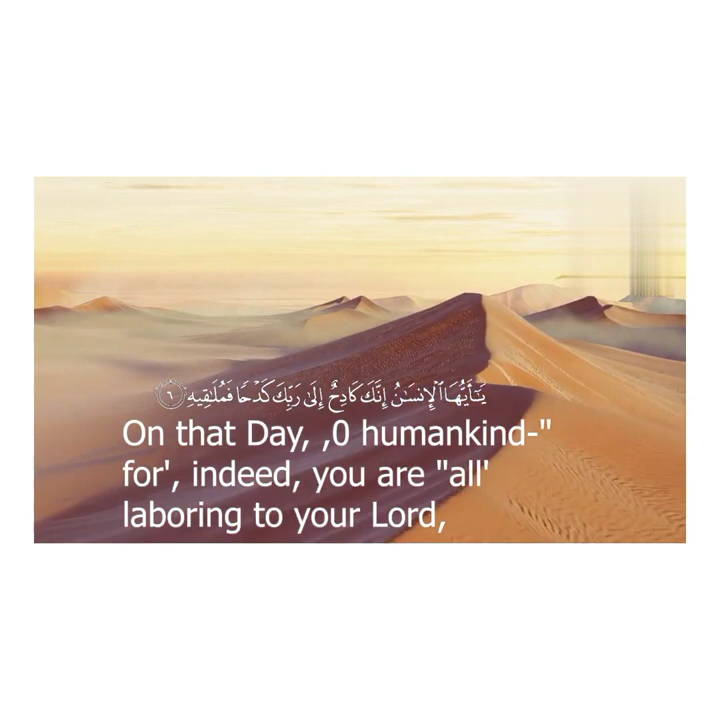 يَٰٓأَيُّهَا ٱلْإِنسَٰنُ إِنَّكَ كَادِحٌ إِلَىٰ رَبِّكَ كَدْحًا فَمُلَٰقِيهِ ٦
On that Day, ,0 humankind-"
for', indeed, you are "all'
laboring to your Lord,